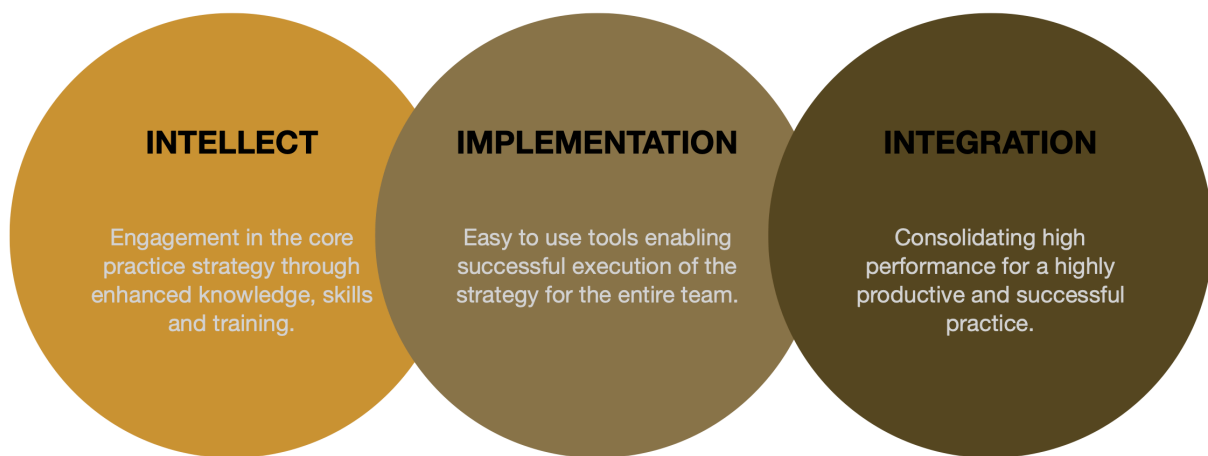 INTELLECT
Engagement in the core
practice strategy through
enhanced knowledge, skills
and training.
IMPLEMENTATION
Easy to use tools enabling
successful execution of the
strategy for the entire team.
INTEGRATION
Consolidating high
performance for a highly
productive and successful
practice.